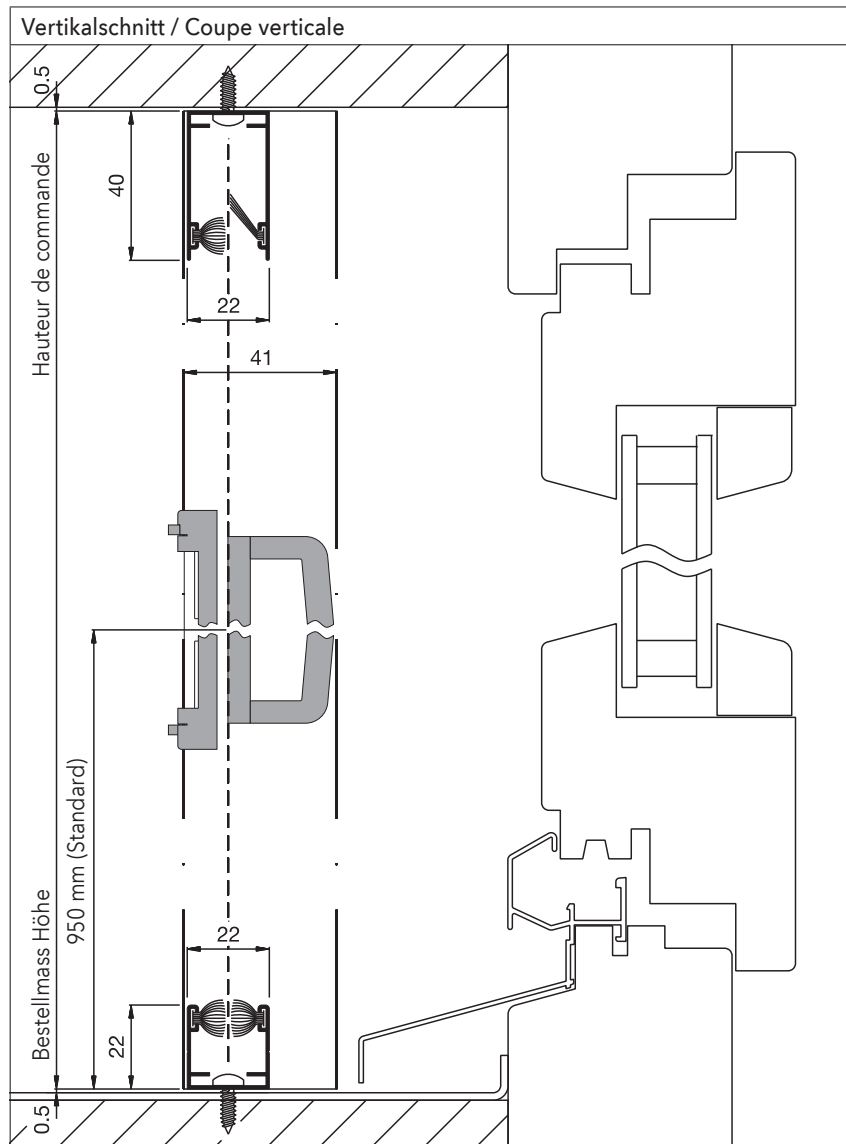 Vertikalschnitt / Coupe verticale
0.5
Hauteur de commande
40
22
41
950 mm (Standard)
Bestellmass Höhe
22
22
0.5